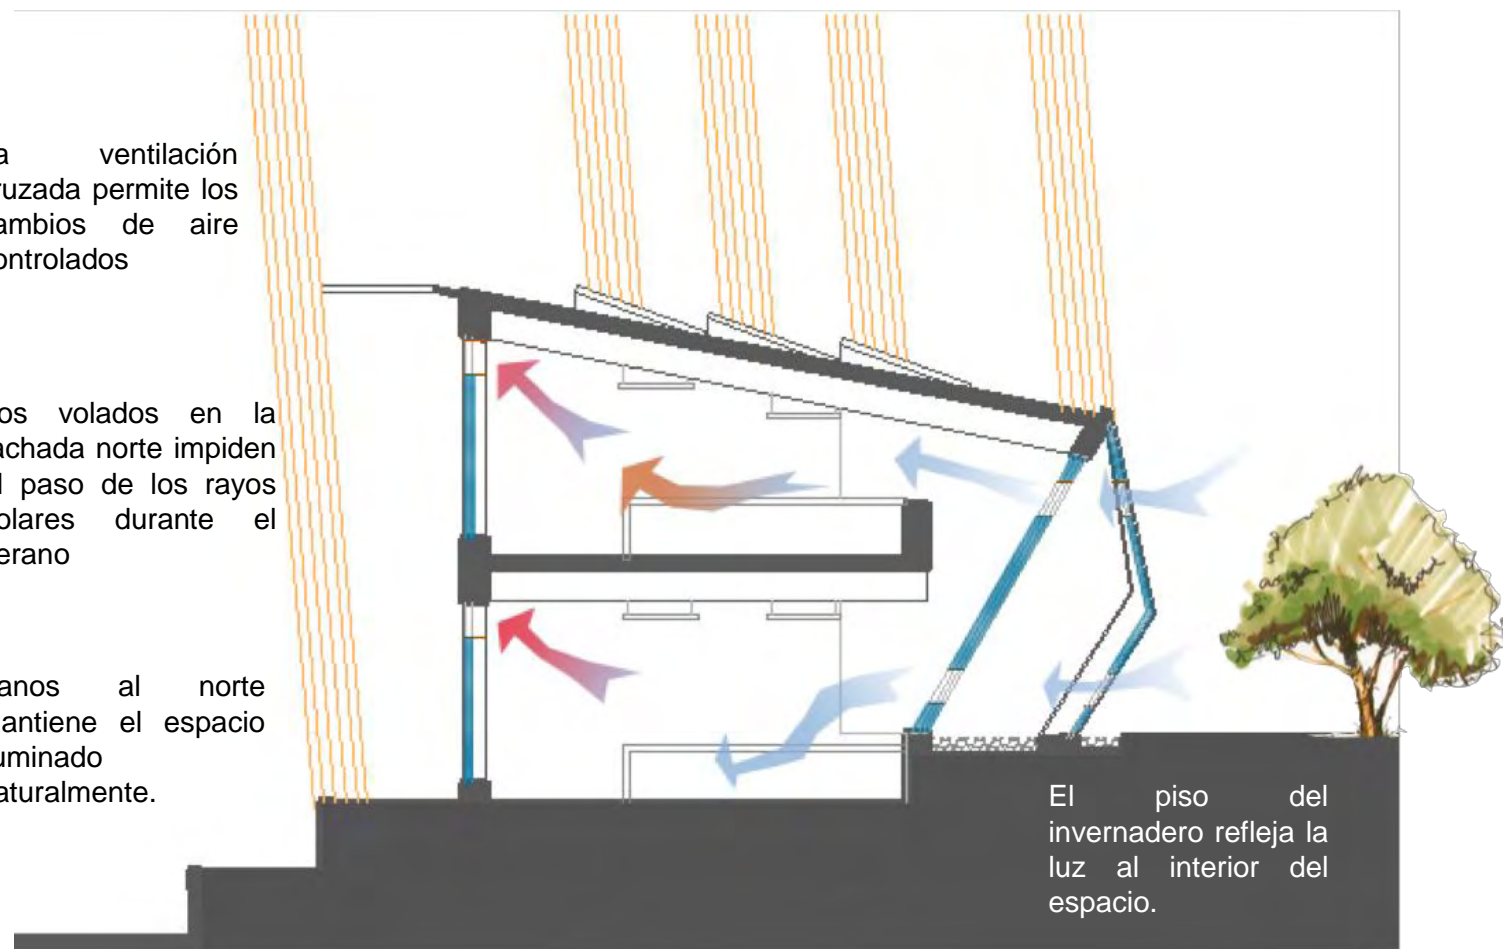 a ventilación
ruzada permite los
ambios de aire
ontrolados
os volados en la
achada norte impiden
l paso de los rayos
olares durante el
erano
anos al norte
antiene el espacio
uminado
aturalmente.
El piso del
invernadero refleja la
luz al interior del
espacio.